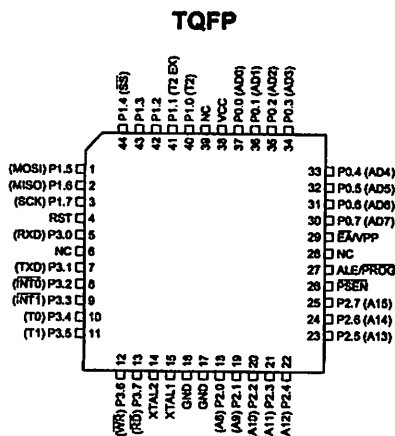 TQFP
44 P1.4 (SS)
43 P1.3
42 P1.2
41 P1.1 (T2 EX)
40 P1.0 (T2)
39 NC
38 VCC
37 P0.0 (AD0)
36 P0.1 (AD1)
35 P0.2 (AD2)
34 P0.3 (AD3)
(MOSI) P1.5 1
(MISO) P1.6 2
(SCK) P1.7 3
RST 4
(RXD) P3.0 5
NC 6
(TXD) P3.1 7
(INT0) P3.2 8
(INT1) P3.3 9
(T0) P3.4 10
(T1) P3.5 11
33 P0.4 (AD4)
32 P0.5 (AD5)
31 P0.6 (AD6)
30 P0.7 (AD7)
29 EA/VPP
28 NC
27 ALE/PROG
26 PSEN
25 P2.7 (A15)
24 P2.6 (A14)
23 P2.5 (A13)
(WR) P3.6 12
(RD) P3.7 13
XTAL2 14
XTAL1 15
GND 16
GND 17
(A8) P2.0 18
(A9) P2.1 19
(A10) P2.2 20
(A11) P2.3 21
(A12) P2.4 22